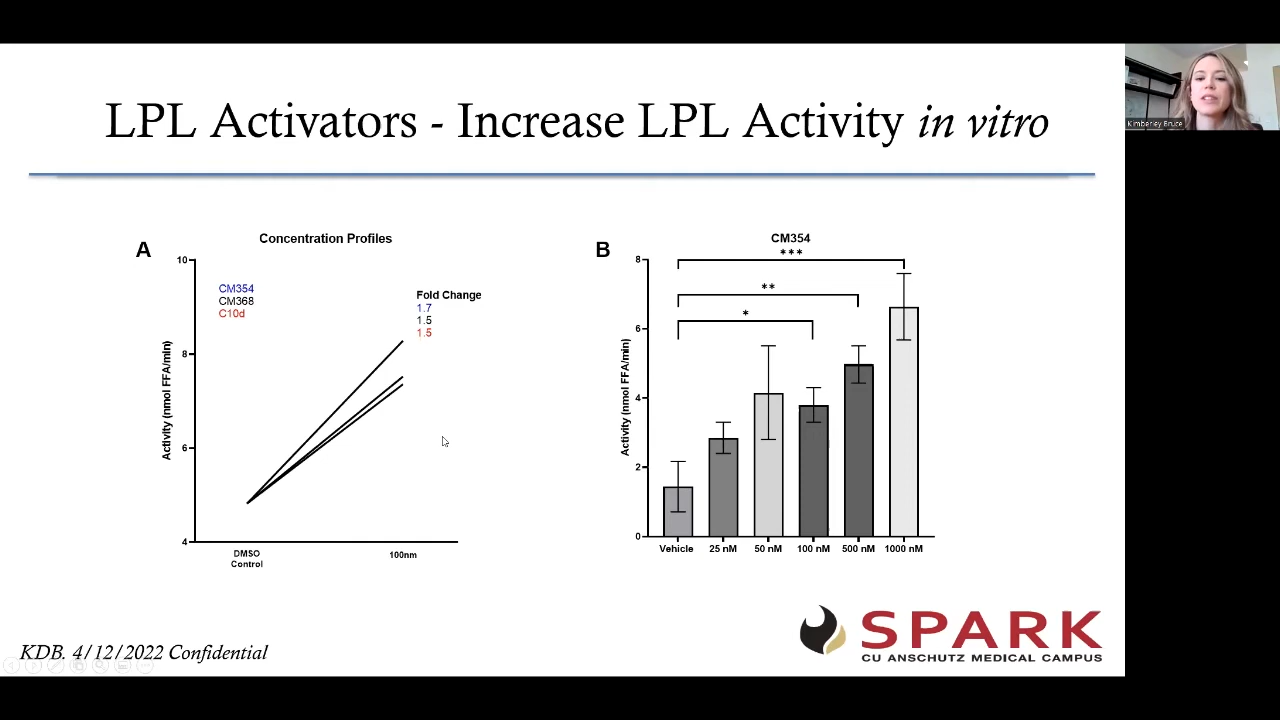 LPL Activators - Increase LPL Activity in vitro
Kimberley Bruce
A
Concentration Profiles
10
8
6
4
Activity (nmol FFA/min)
CM354
CM368
C10d
Fold Change
1.7
1.5
1.5
DMSO
Control
100nm
B
CM354
***
**
*
8
6
4
2
0
Activity (nmol FFA/min)
Vehicle
25 nM
50 nM
100 nM
500 nM
1000 nM
KDB. 4/12/2022 Confidential
SPARK
CU ANSCHUTZ MEDICAL CAMPUS